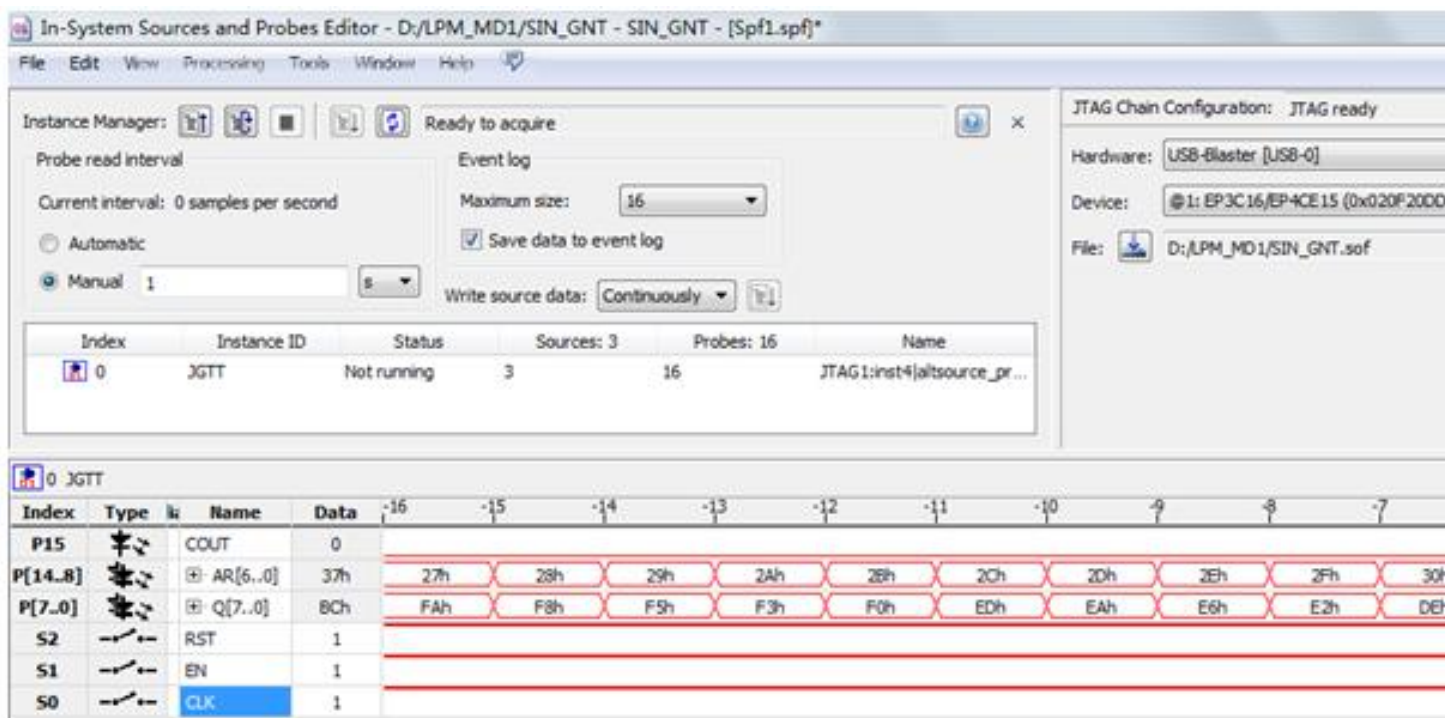 In-System Sources and Probes Editor - D:/LPM_MD1/SIN_GNT - SIN_GNT - [Spf1.spf]*
File Edit View Processing Tools Window Help
Instance Manager: Ready to acquire
JTAG Chain Configuration: JTAG ready
Probe read interval Event log
Hardware: USB-Blaster [USB-0]
Current interval: 0 samples per second Maximum size: 16
Device: @1: EP3C16/EP4CE15 (0x020F20DD
Automatic Save data to event log
File: D:/LPM_MD1/SIN_GNT.sof
Manual 1 s Write source data: Continuously
Index Instance ID Status Sources: 3 Probes: 16 Name
0 JGTT Not running 3 16 JTAG1:inst4|altsource_pr...
0 JGTT
Index Type Name Data -16 -15 -14 -13 -12 -11 -10 -9 -8 -7
P15 COUT 0
P[14..8] AR[6..0] 37h 27h 28h 29h 2Ah 2Bh 2Ch 2Dh 2Eh 2Fh 30h
P[7..0] Q[7..0] BCh FAh F8h F5h F3h F0h EDh EAh E6h E2h DEh
S2 RST 1
S1 EN 1
S0 CLK 1